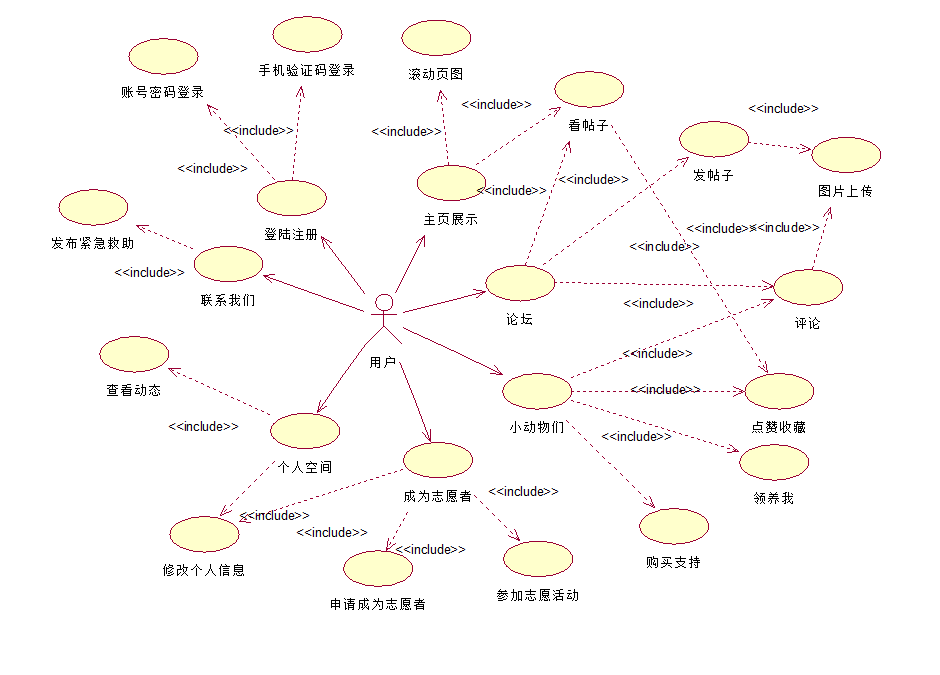 手机验证码登录
滚动页图
账号密码登录
<<include>>
<<include>>
看帖子
<<include>>
<<include>>
<<include>>
发帖子
<<include>>
<<include>>
<<include>>
图片上传
主页展示
登陆注册
<<include>>
<<include>>
发布紧急救助
<<include>>
<<include>>
联系我们
<<include>>
论坛
评论
<<include>>
用户
查看动态
<<include>>
<<include>>
小动物们
点赞收藏
<<include>>
个人空间
成为志愿者
领养我
<<include>>
<<include>>
<<include>>
<<include>>
修改个人信息
购买支持
申请成为志愿者
参加志愿活动